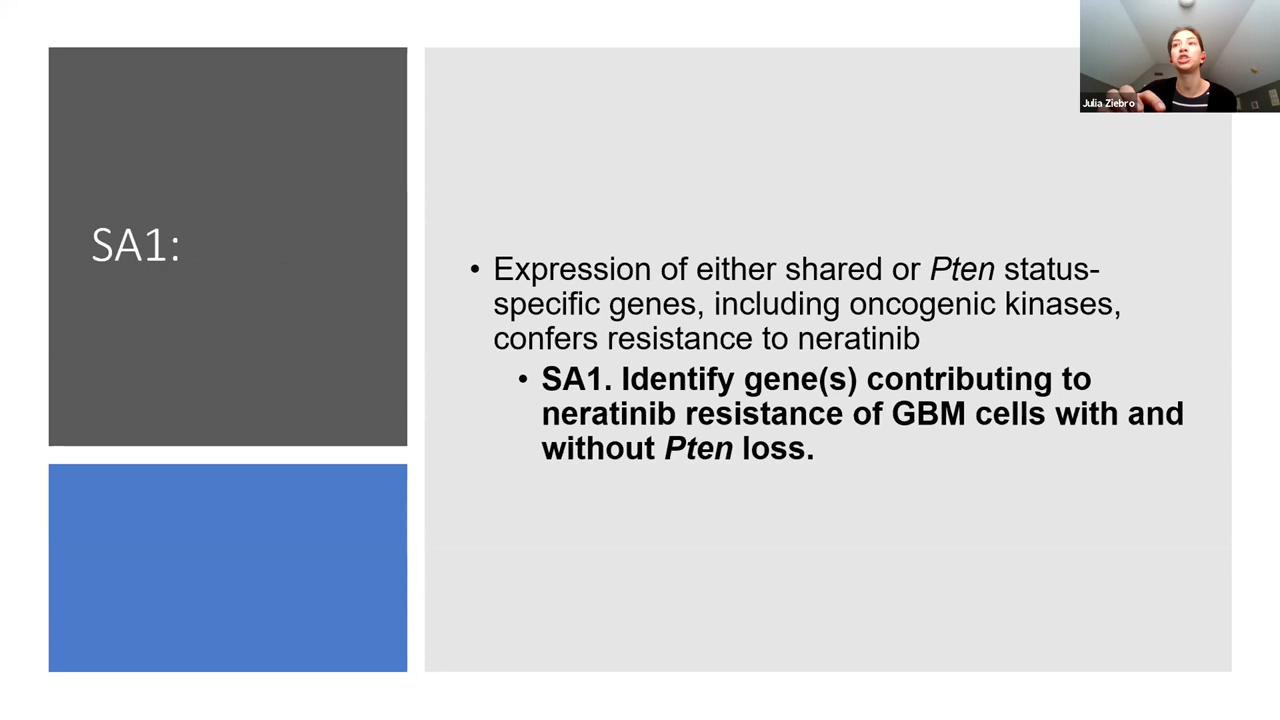 Julia Ziebro
SA1:
• Expression of either shared or Pten status-
specific genes, including oncogenic kinases,
confers resistance to neratinib
• SA1. Identify gene(s) contributing to
neratinib resistance of GBM cells with and
without Pten loss.